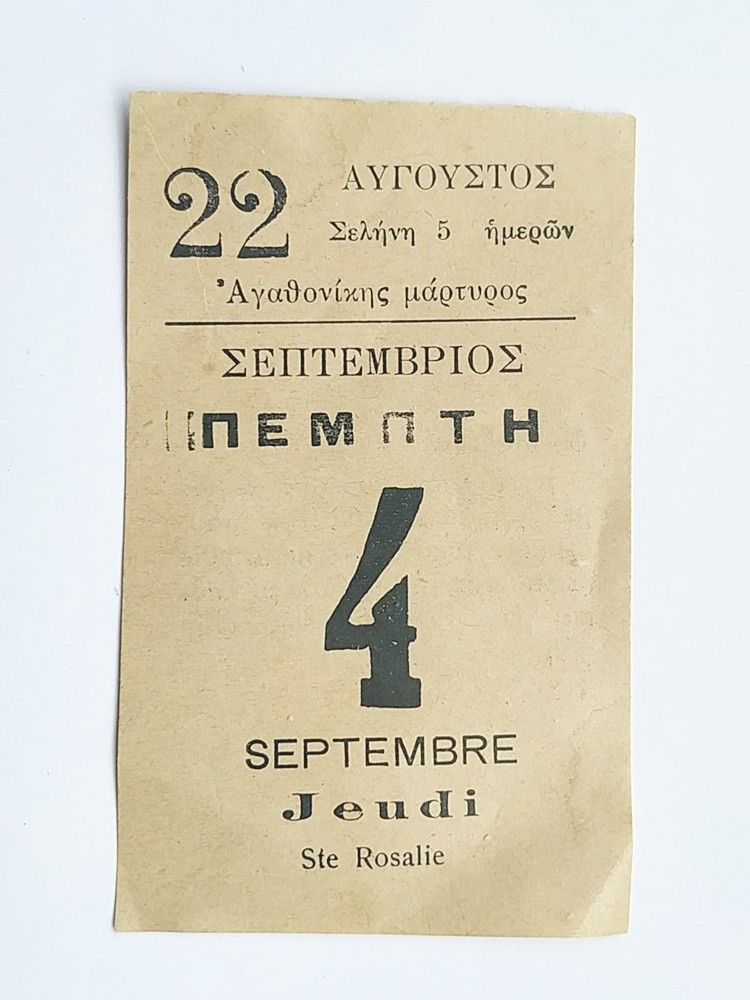 22 ΑΥΓΟΥΣΤΟΣ
Σελήνη 5 ἡμερῶν
Ἀγαθονίκης μάρτυρος
ΣΕΠΤΕΜΒΡΙΟΣ
ΠΕΜΠΤΗ
4
SEPTEMBRE
Jeudi
Ste Rosalie